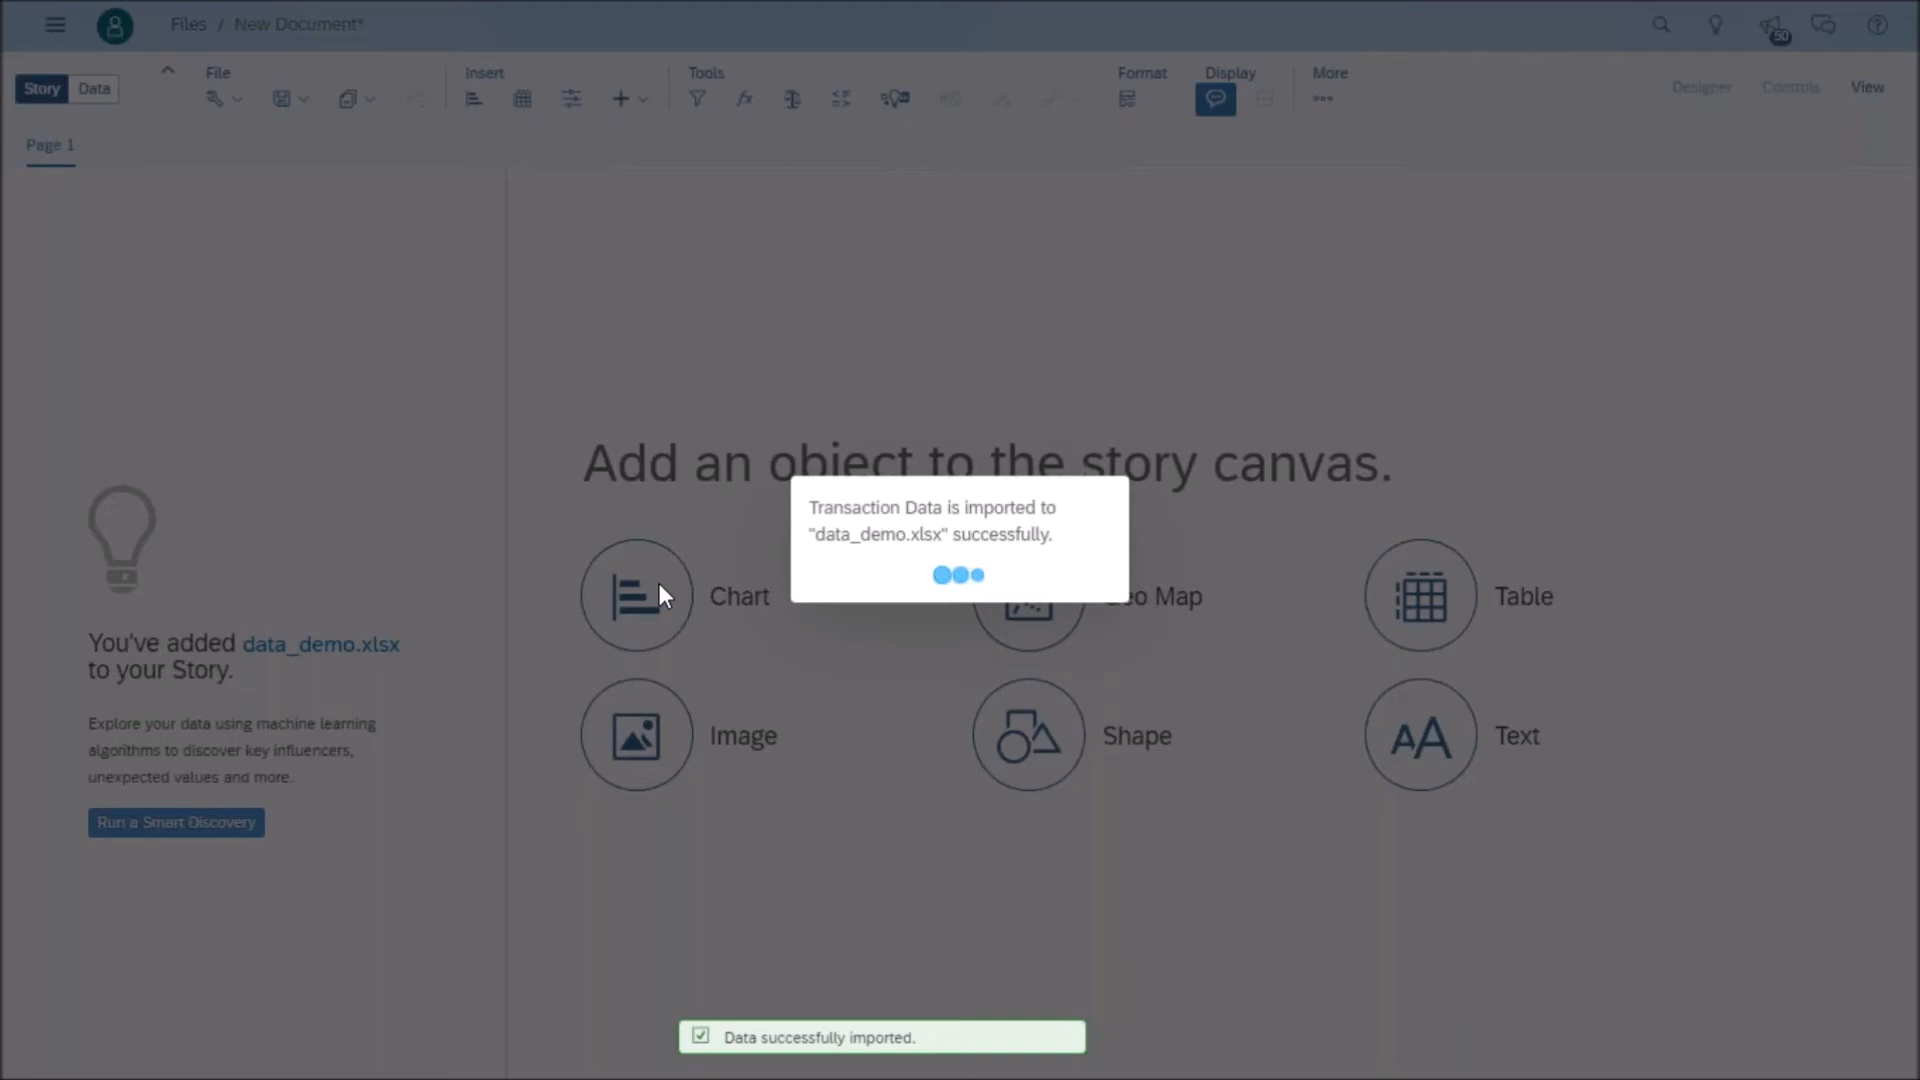 Files / New Document*
50
Story Data
File
Insert
Tools
Format
Display
More
Designer
Controls
View
Page 1
Add an object to the story canvas.
Transaction Data is imported to
"data_demo.xlsx" successfully.
Chart
Geo Map
Table
You've added data_demo.xlsx
to your Story.
Image
Shape
Text
Explore your data using machine learning
algorithms to discover key influencers,
unexpected values and more.
Run a Smart Discovery
Data successfully imported.